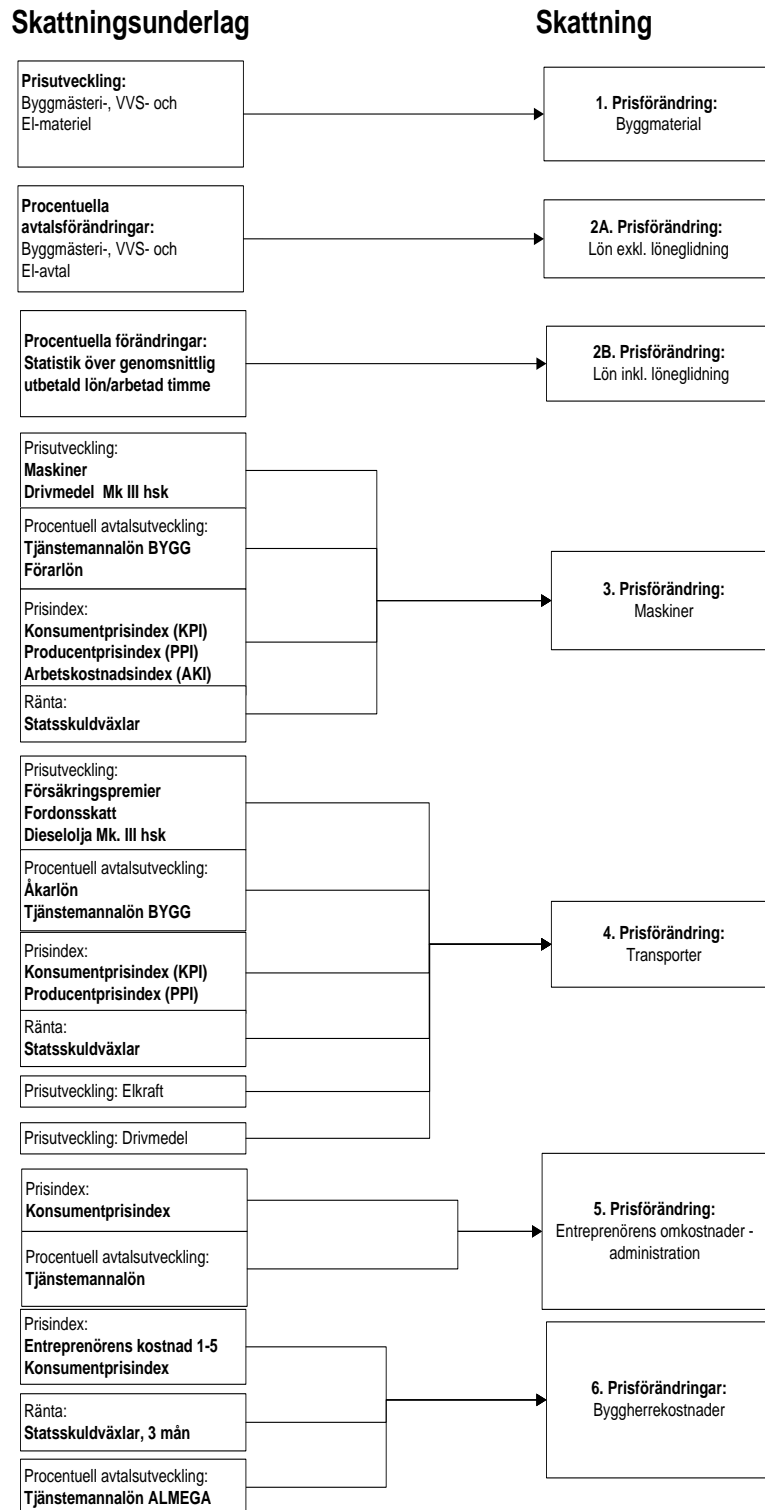 Skattningsunderlag
Skattning
Prisutveckling:
Byggmästeri-, VVS- och
El-materiel
1. Prisförändring:
Byggmaterial
Procentuella
avtalsförändringar:
Byggmästeri-, VVS- och
El-avtal
2A. Prisförändring:
Lön exkl. löneglidning
Procentuella förändringar:
Statistik över genomsnittlig
utbetald lön/arbetad timme
2B. Prisförändring:
Lön inkl. löneglidning
Prisutveckling:
Maskiner
Drivmedel Mk III hsk
Procentuell avtalsutveckling:
Tjänstemannalön BYGG
Förarlön
Prisindex:
Konsumentprisindex (KPI)
Producentprisindex (PPI)
Arbetskostnadsindex (AKI)
Ränta:
Statsskuldväxlar
3. Prisförändring:
Maskiner
Prisutveckling:
Försäkringspremier
Fordonsskatt
Dieselolja Mk. III hsk
Procentuell avtalsutveckling:
Åkarlön
Tjänstemannalön BYGG
Prisindex:
Konsumentprisindex (KPI)
Producentprisindex (PPI)
Ränta:
Statsskuldväxlar
Prisutveckling: Elkraft
Prisutveckling: Drivmedel
4. Prisförändring:
Transporter
Prisindex:
Konsumentprisindex
Procentuell avtalsutveckling:
Tjänstemannalön
5. Prisförändring:
Entreprenörens omkostnader -
administration
Prisindex:
Entreprenörens kostnad 1-5
Konsumentprisindex
Ränta:
Statsskuldväxlar, 3 mån
Procentuell avtalsutveckling:
Tjänstemannalön ALMEGA
6. Prisförändringar:
Byggherrekostnader